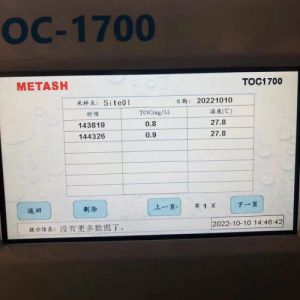 OC-1700
METASH TOC1700
采样点: Site01 日期: 20221010
时间 TOC(ug/L) 温度(℃)
143819 0.8 27.8
144326 0.9 27.8
返回 删除 上一页 第 1 页 下一页
提示信息: 没有更多数据了。 2022-10-10 14:46:42